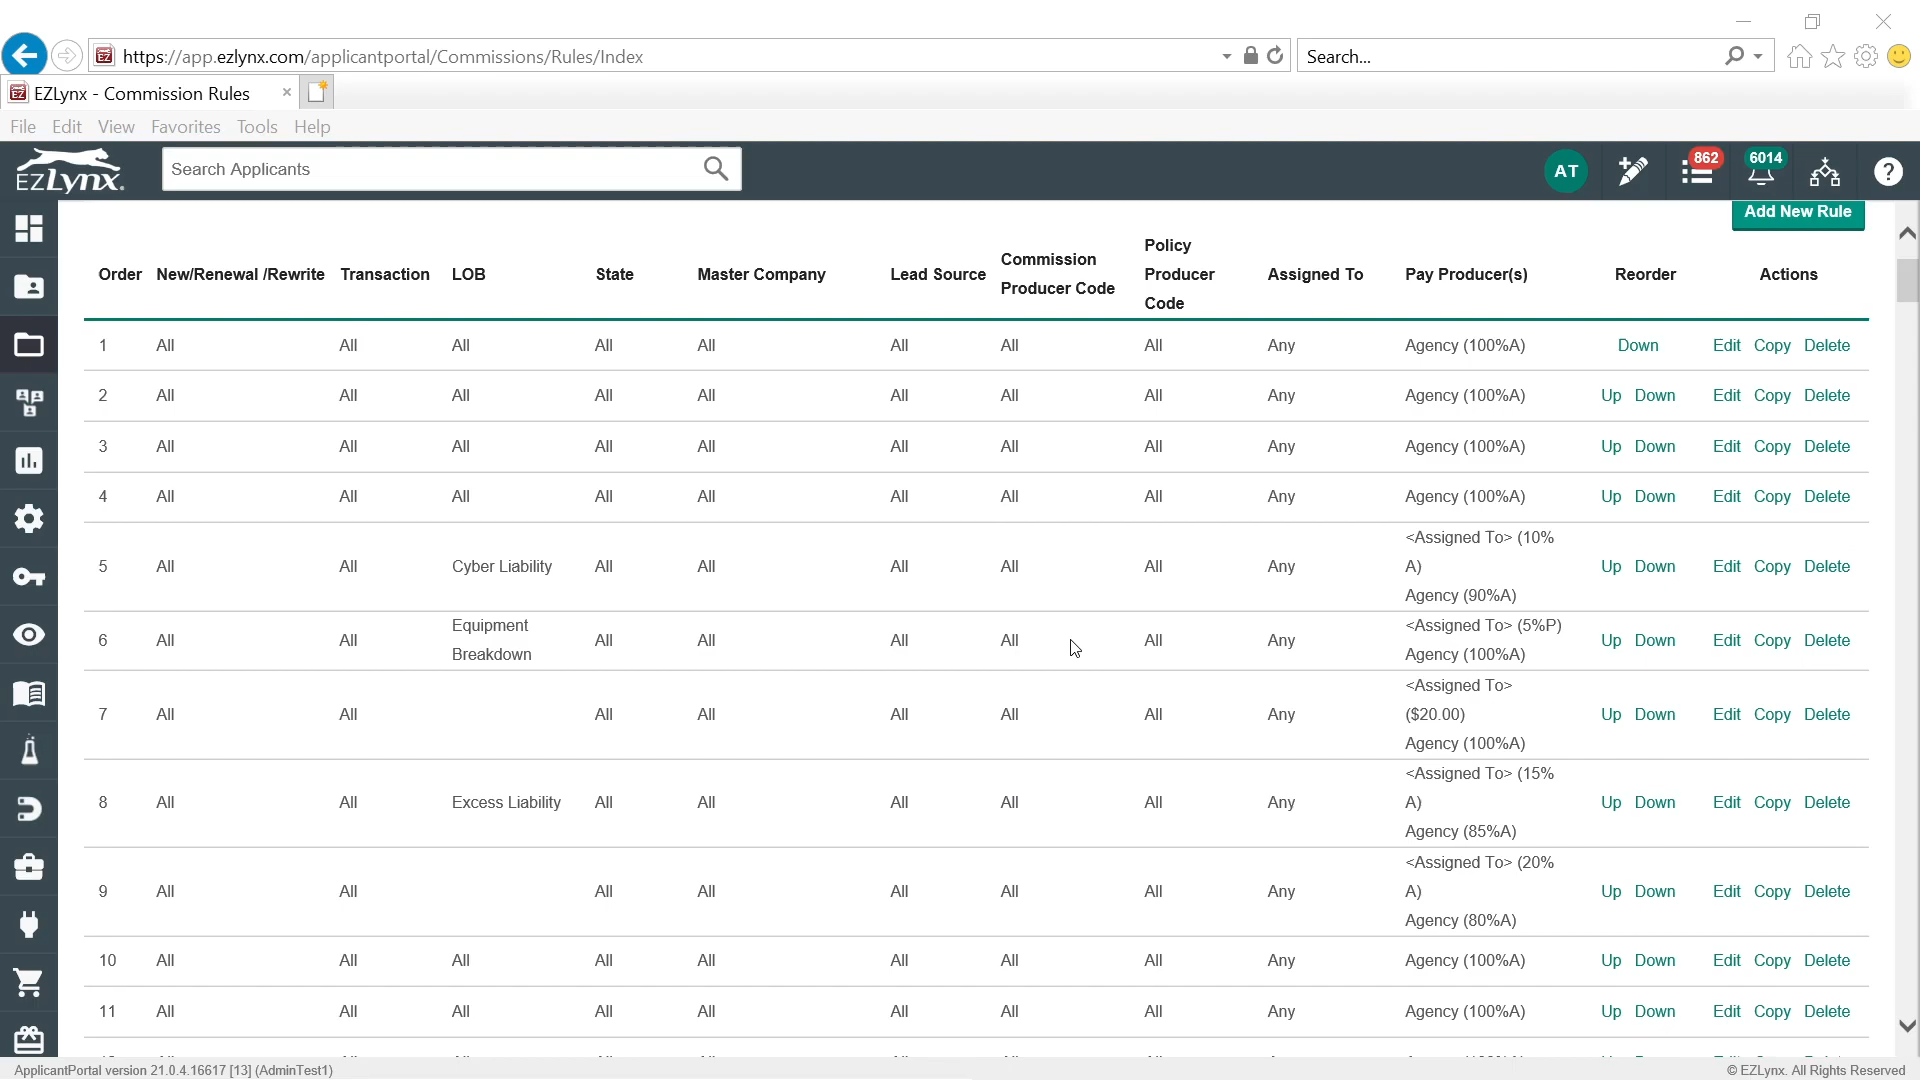 https://app.ezlynx.com/applicantportal/Commissions/Rules/Index
Search...
EZ EZLynx - Commission Rules
File Edit View Favorites Tools Help
EZLynx
Search Applicants
AT
862
6014
?
Add New Rule
Order New/Renewal /Rewrite Transaction LOB State Master Company Lead Source Commission Producer Code Policy Producer Code Assigned To Pay Producer(s) Reorder Actions
1 All All All All All All All All Any Agency (100%A) Down Edit Copy Delete
2 All All All All All All All All Any Agency (100%A) Up Down Edit Copy Delete
3 All All All All All All All All Any Agency (100%A) Up Down Edit Copy Delete
4 All All All All All All All All Any Agency (100%A) Up Down Edit Copy Delete
5 All All Cyber Liability All All All All All Any <Assigned To> (10% A) Agency (90%A) Up Down Edit Copy Delete
6 All All Equipment Breakdown All All All All All Any <Assigned To> (5%P) Agency (100%A) Up Down Edit Copy Delete
7 All All All All All All All Any <Assigned To> ($20.00) Agency (100%A) Up Down Edit Copy Delete
8 All All Excess Liability All All All All All Any <Assigned To> (15% A) Agency (85%A) Up Down Edit Copy Delete
9 All All All All All All All Any <Assigned To> (20% A) Agency (80%A) Up Down Edit Copy Delete
10 All All All All All All All All Any Agency (100%A) Up Down Edit Copy Delete
11 All All All All All All All All Any Agency (100%A) Up Down Edit Copy Delete
ApplicantPortal version 21.0.4.16617 [13] (AdminTest1)
© EZLynx. All Rights Reserved